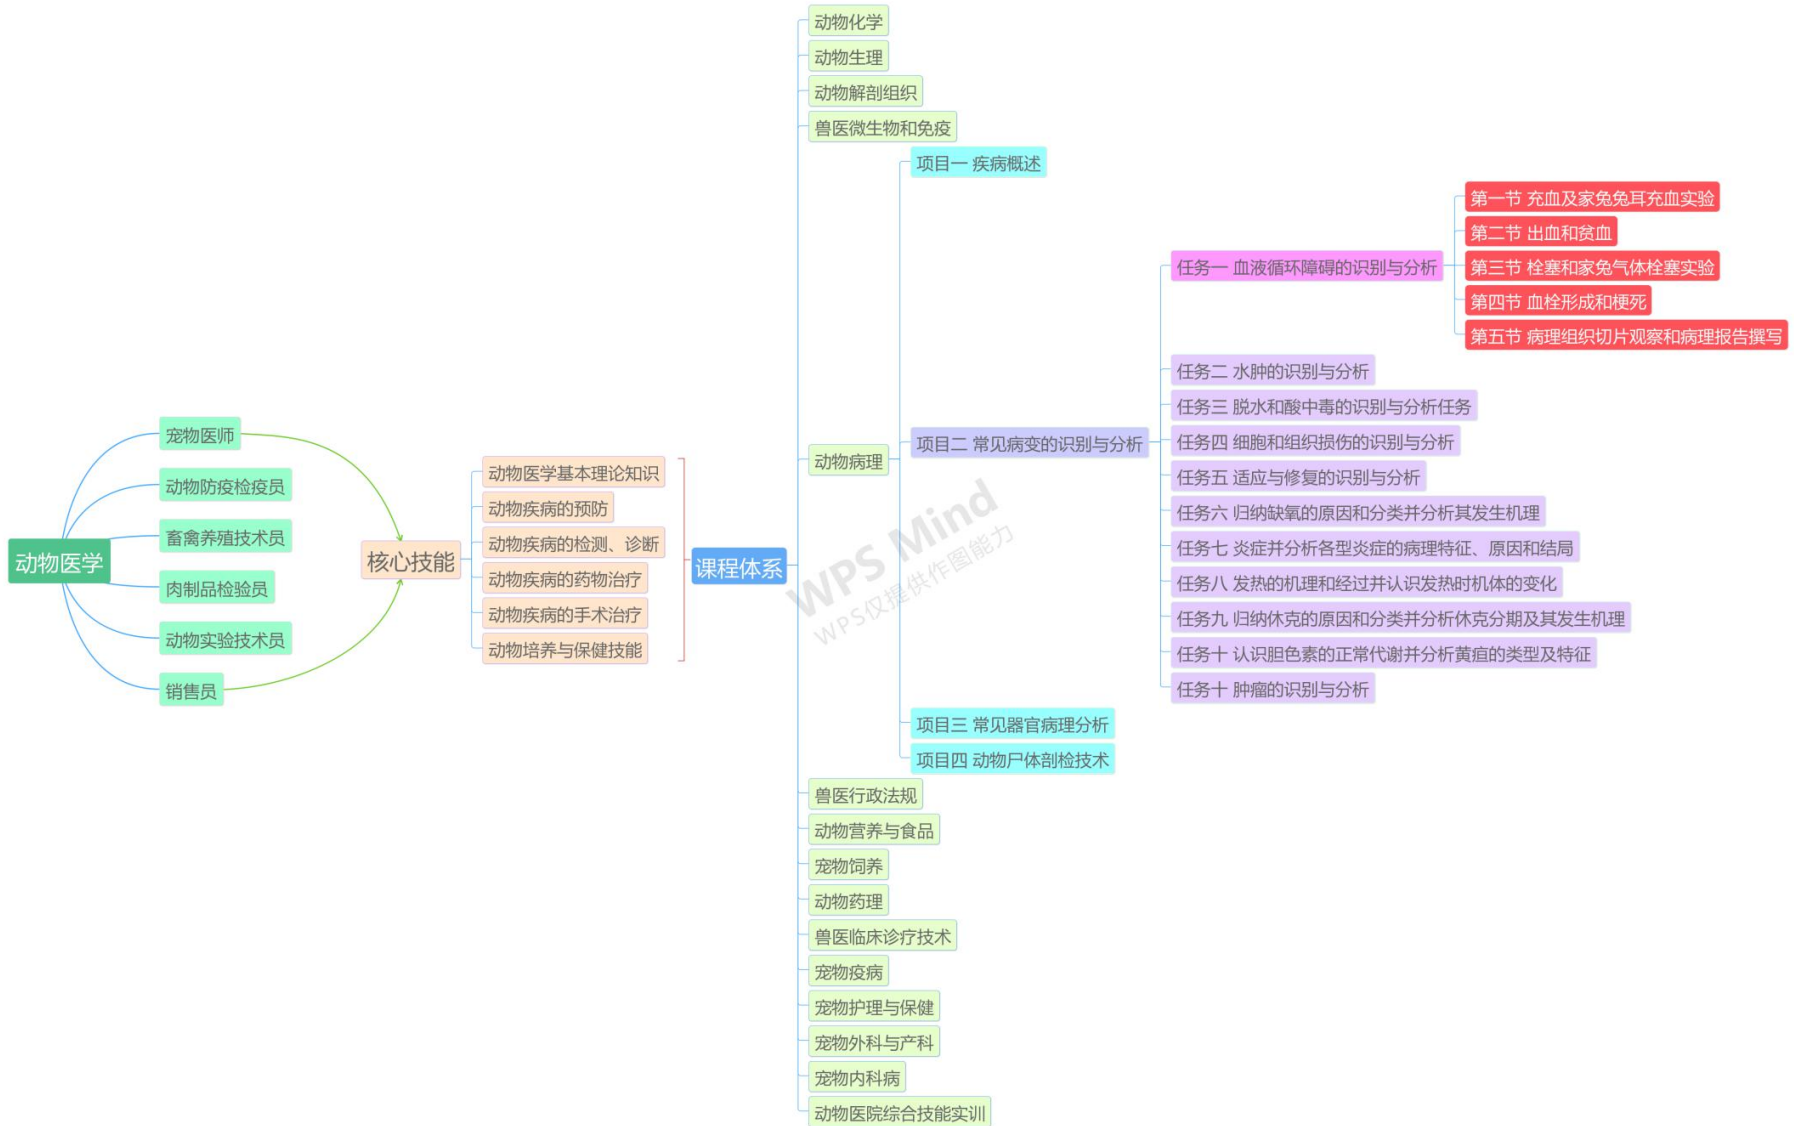 动物医学
宠物医师
动物防疫检疫员
畜禽养殖技术员
肉制品检验员
动物实验技术员
销售员
核心技能
动物医学基本理论知识
动物疾病的预防
动物疾病的检测、诊断
动物疾病的药物治疗
动物疾病的手术治疗
动物培养与保健技能
课程体系
动物化学
动物生理
动物解剖组织
兽医微生物和免疫
动物病理
项目一 疾病概述
项目二 常见病变的识别与分析
任务一 血液循环障碍的识别与分析
第一节 充血及家兔兔耳充血实验
第二节 出血和贫血
第三节 栓塞和家兔气体栓塞实验
第四节 血栓形成和梗死
第五节 病理组织切片观察和病理报告撰写
任务二 水肿的识别与分析
任务三 脱水和酸中毒的识别与分析任务
任务四 细胞和组织损伤的识别与分析
任务五 适应与修复的识别与分析
任务六 归纳缺氧的原因和分类并分析其发生机理
任务七 炎症并分析各型炎症的病理特征、原因和结局
任务八 发热的机理和经过并认识发热时机体的变化
任务九 归纳休克的原因和分类并分析休克分期及其发生机理
任务十 认识胆色素的正常代谢并分析黄疸的类型及特征
任务十 肿瘤的识别与分析
项目三 常见器官病理分析
项目四 动物尸体剖检技术
兽医行政法规
动物营养与食品
宠物饲养
动物药理
兽医临床诊疗技术
宠物疫病
宠物护理与保健
宠物外科与产科
宠物内科病
动物医院综合技能实训
WPS Mind
WPS仅提供作图能力